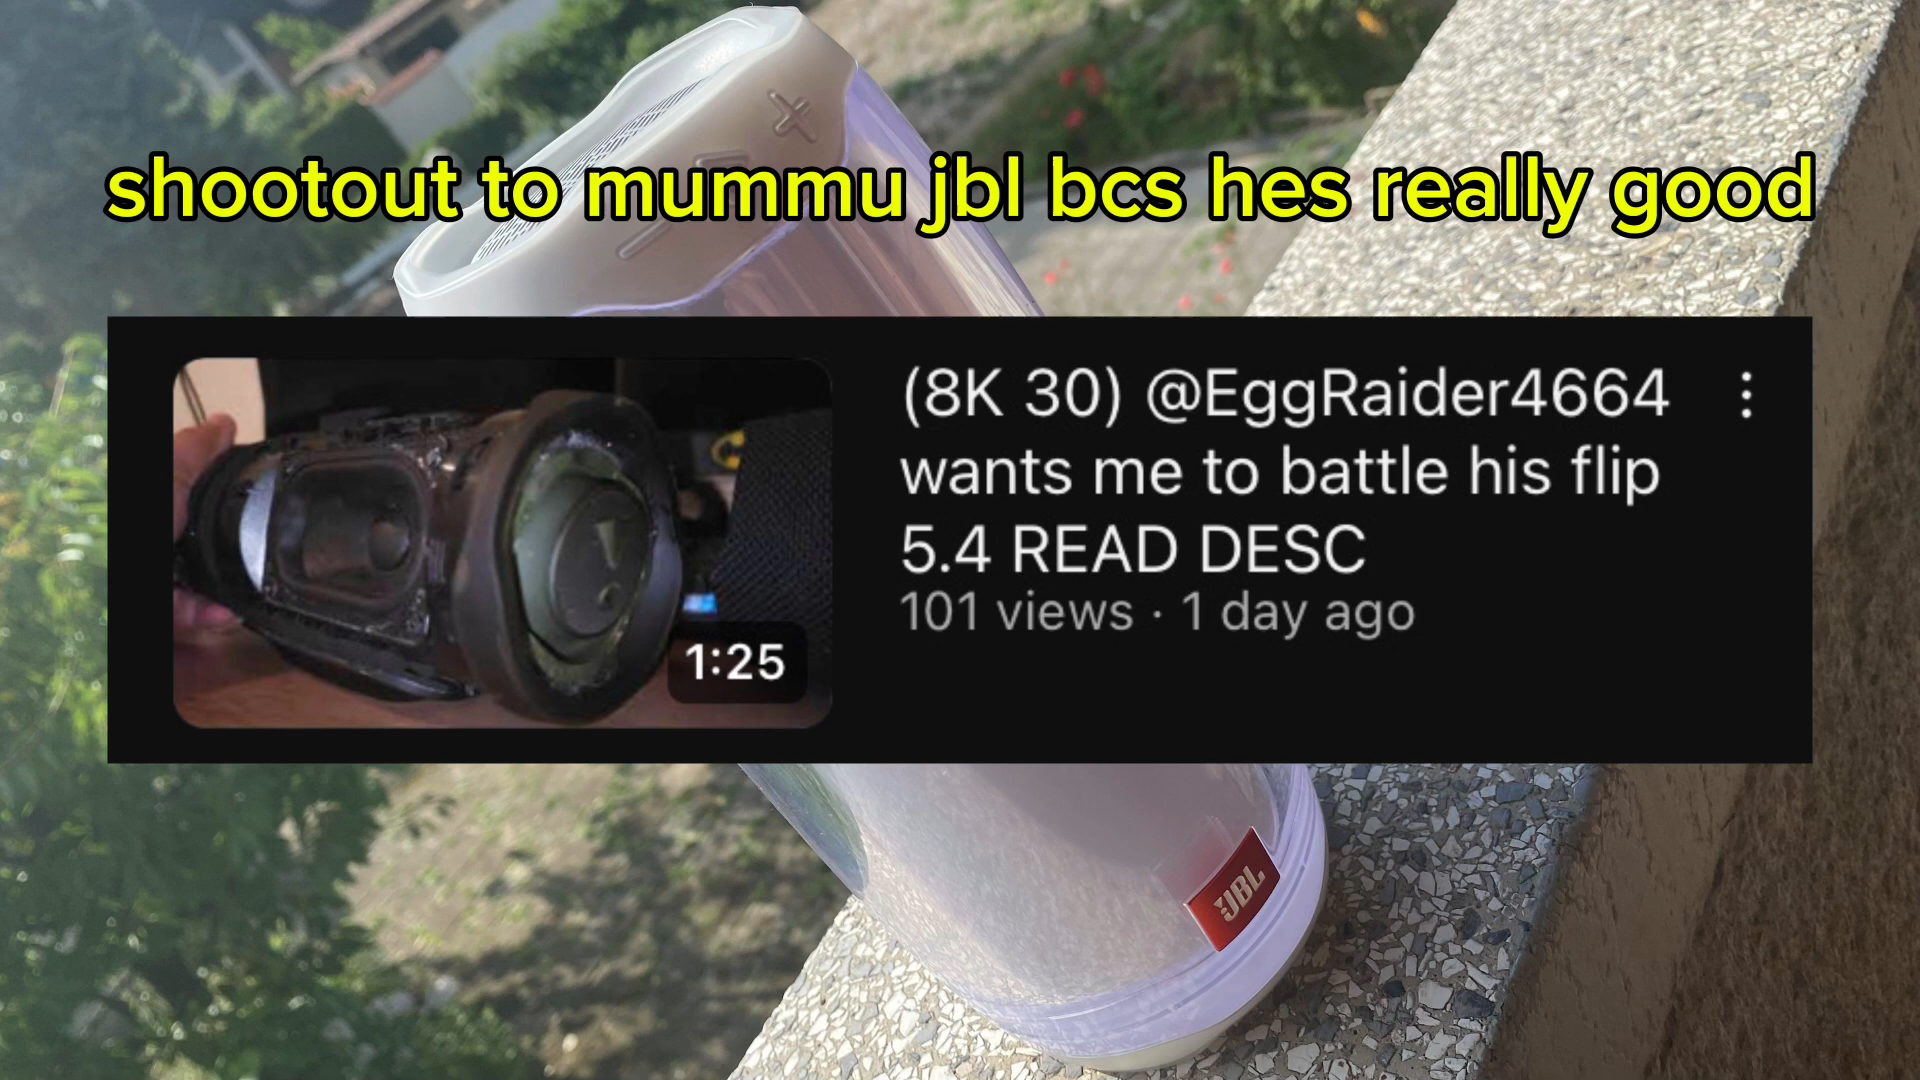 shootout to mummu jbl bcs hes really good
(8K 30) @EggRaider4664
wants me to battle his flip
5.4 READ DESC
101 views · 1 day ago
1:25
JBL